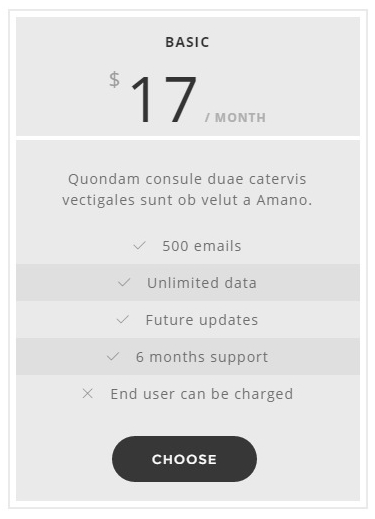 BASIC
$ 17 / MONTH
Quondam consule duae catervis
vectigales sunt ob velut a Amano.
500 emails
Unlimited data
Future updates
6 months support
End user can be charged
CHOOSE